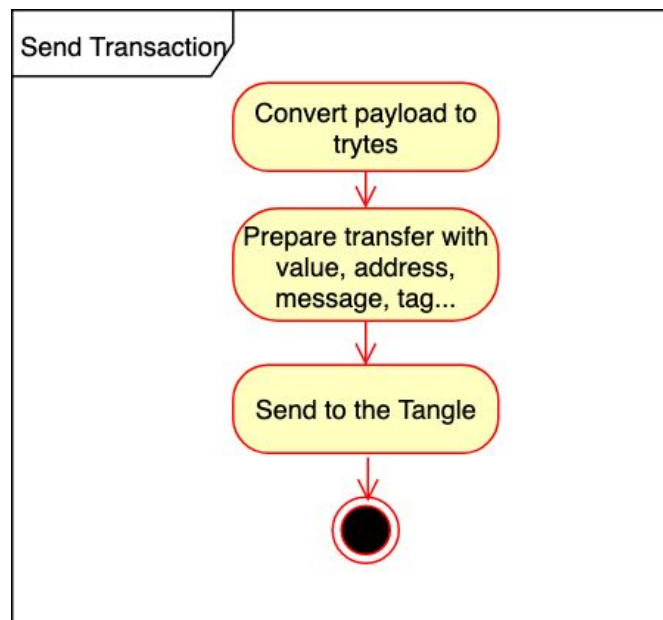 Send Transaction
Convert payload to
trytes
Prepare transfer with
value, address,
message, tag...
Send to the Tangle